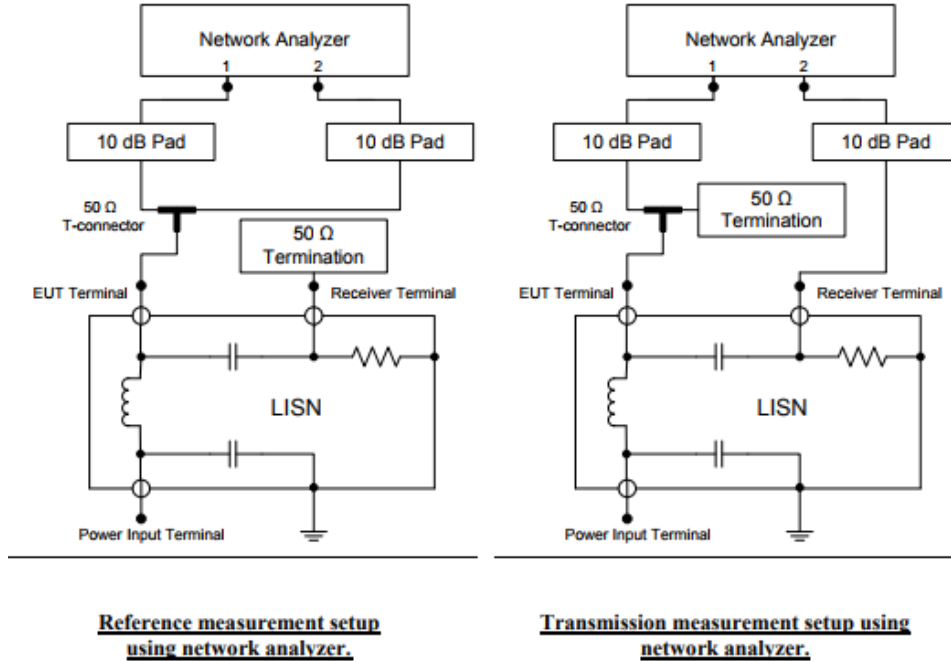 Network Analyzer
1 2
10 dB Pad
10 dB Pad
50 Ω
T-connector
50 Ω
Termination
EUT Terminal
Receiver Terminal
LISN
Power Input Terminal
Reference measurement setup
using network analyzer.
Network Analyzer
1 2
10 dB Pad
10 dB Pad
50 Ω
T-connector
50 Ω
Termination
EUT Terminal
Receiver Terminal
LISN
Power Input Terminal
Transmission measurement setup using
network analyzer.